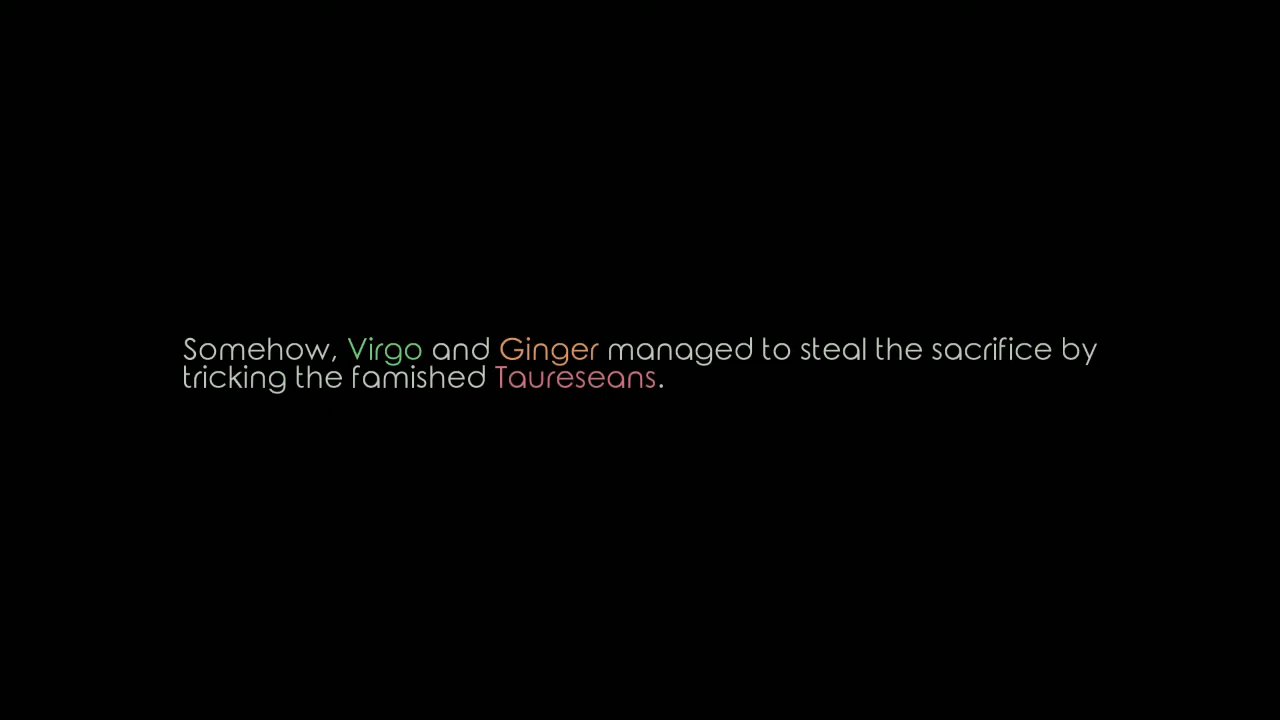 Somehow, Virgo and Ginger managed to steal the sacrifice by
tricking the famished Taureseans.